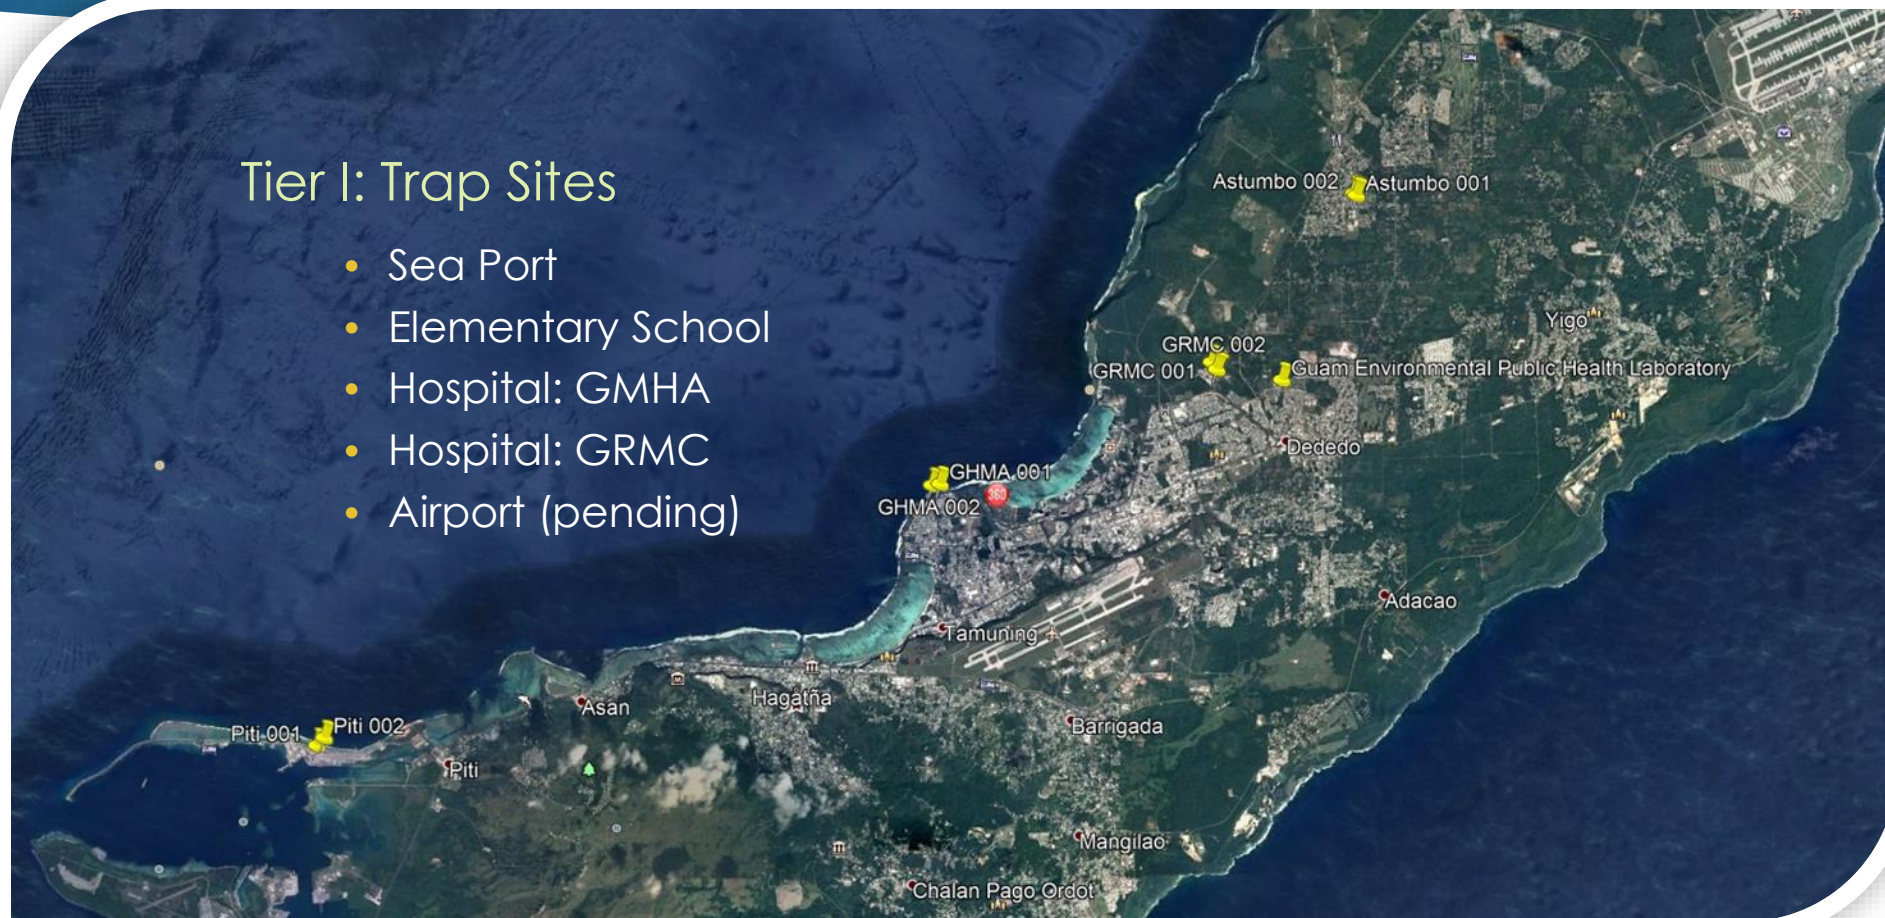 Tier I: Trap Sites
• Sea Port
• Elementary School
• Hospital: GMHA
• Hospital: GRMC
• Airport (pending)
Astumbo 002
Astumbo 001
Yigo
GRMC 002
GRMC 001
Guam Environmental Public Health Laboratory
Dededo
GHMA 001
360
GHMA 002
Adacao
Tamuning
Hagåtña
Asan
Barrigada
Piti 001
Piti 002
Piti
Mangilao
Chalan Pago Ordot